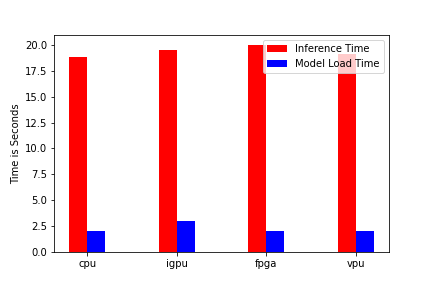 20.0
17.5
15.0
12.5
10.0
7.5
5.0
2.5
0.0
Time is Seconds
Inference Time
Model Load Time
cpu igpu fpga vpu